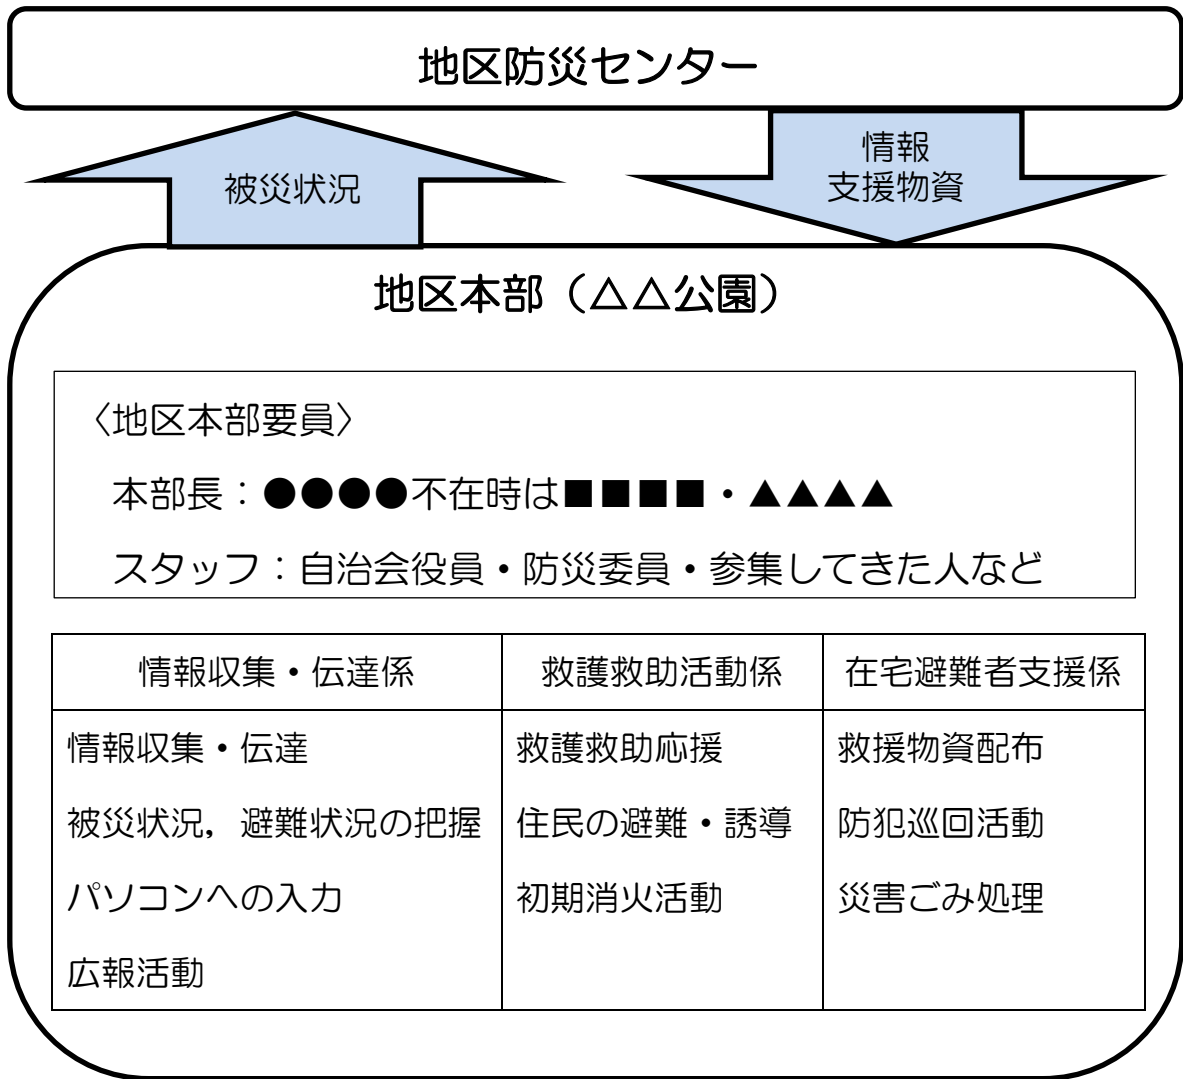 地区防災センター
被災状況
情報
支援物資
地区本部（△△公園）
〈地区本部要員〉
本部長：●●●●不在時は■■■■・▲▲▲▲
スタッフ：自治会役員・防災委員・参集してきた人など
情報収集・伝達係
救護救助活動係
在宅避難者支援係
情報収集・伝達
被災状況，避難状況の把握
パソコンへの入力
広報活動
救護救助応援
住民の避難・誘導
初期消火活動
救援物資配布
防犯巡回活動
災害ごみ処理